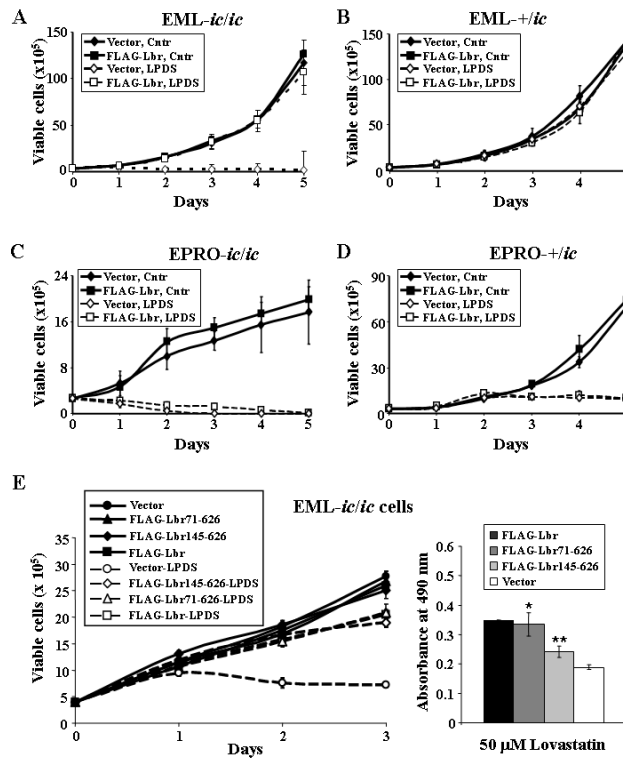 A
EML-ic/ic
Viable cells (x10⁵)
150
100
50
0
Vector, Cntr
FLAG-Lbr, Cntr
Vector, LPDS
FLAG-Lbr, LPDS
0 1 2 3 4 5
Days
B
EML-+/ic
Viable cells (x10⁵)
150
100
50
0
Vector, Cntr
FLAG-Lbr, Cntr
Vector, LPDS
FLAG-Lbr, LPDS
0 1 2 3 4 5
Days
C
EPRO-ic/ic
Viable cells (x10⁵)
24
16
8
0
Vector, Cntr
FLAG-Lbr, Cntr
Vector, LPDS
FLAG-Lbr, LPDS
0 1 2 3 4 5
Days
D
EPRO-+/ic
Viable cells (x10⁵)
90
60
30
0
Vector, Cntr
FLAG-Lbr, Cntr
Vector, LPDS
FLAG-Lbr, LPDS
0 1 2 3 4 5
Days
E
EML-ic/ic cells
Viable cells (x 10⁵)
35
30
25
20
15
10
5
0
Vector
FLAG-Lbr71-626
FLAG-Lbr145-626
FLAG-Lbr
Vector-LPDS
FLAG-Lbr145-626-LPDS
FLAG-Lbr71-626-LPDS
FLAG-Lbr-LPDS
0 1 2 3
Days
FLAG-Lbr
FLAG-Lbr71-626
FLAG-Lbr145-626
Vector
Absorbance at 490 nm
0.6
0.5
0.4
0.3
0.2
0.1
0
*
**
50 µM Lovastatin